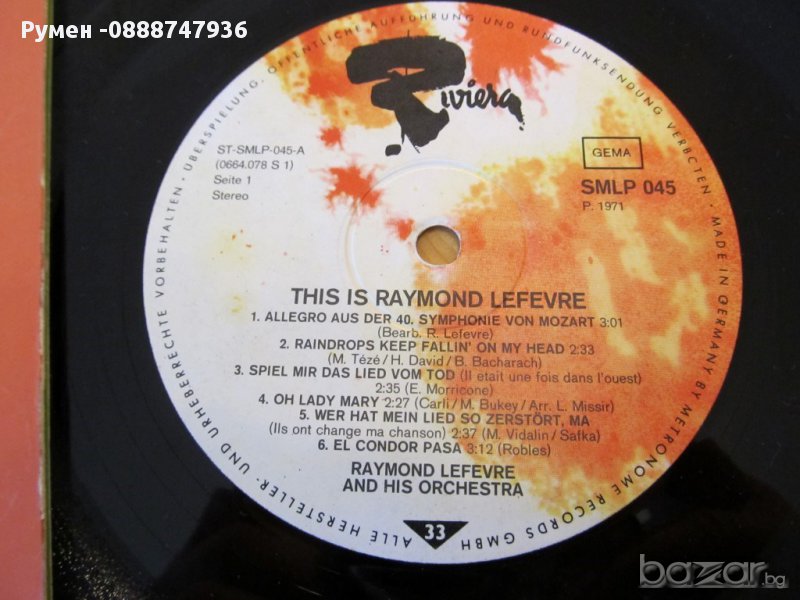 Румен -0888747936
Riviera
ST-SMLP-045-A
(0664.078 S 1)
Seite 1
Stereo
GEMA
SMLP 045
P. 1971
THIS IS RAYMOND LEFEVRE
1. ALLEGRO AUS DER 40. SYMPHONIE VON MOZART 3:01
(Bearb. R. Lefevre)
2. RAINDROPS KEEP FALLIN' ON MY HEAD 2:33
(M. Tézé/H. David/B. Bacharach)
3. SPIEL MIR DAS LIED VOM TOD (Il etait une fois dans l'ouest)
2:35 (E. Morricone)
4. OH LADY MARY 2:27 (Carli/M. Bukey/Arr. L. Missir)
5. WER HAT MEIN LIED SO ZERSTÖRT, MA
(Ils ont change ma chanson) 2:37 (M. Vidalin/Safka)
6. EL CONDOR PASA 3:12 (Robles)
RAYMOND LEFEVRE
AND HIS ORCHESTRA
33
ALLE HERSTELLER- UND URHEBERRECHTE VORBEHALTEN · ÜBERSPIELUNG, ÖFFENTLICHE AUFFÜHRUNG UND RUNDFUNKSENDUNG VERBOTEN · MADE IN GERMANY BY METRONOME RECORDS GMBH
bazar.bg